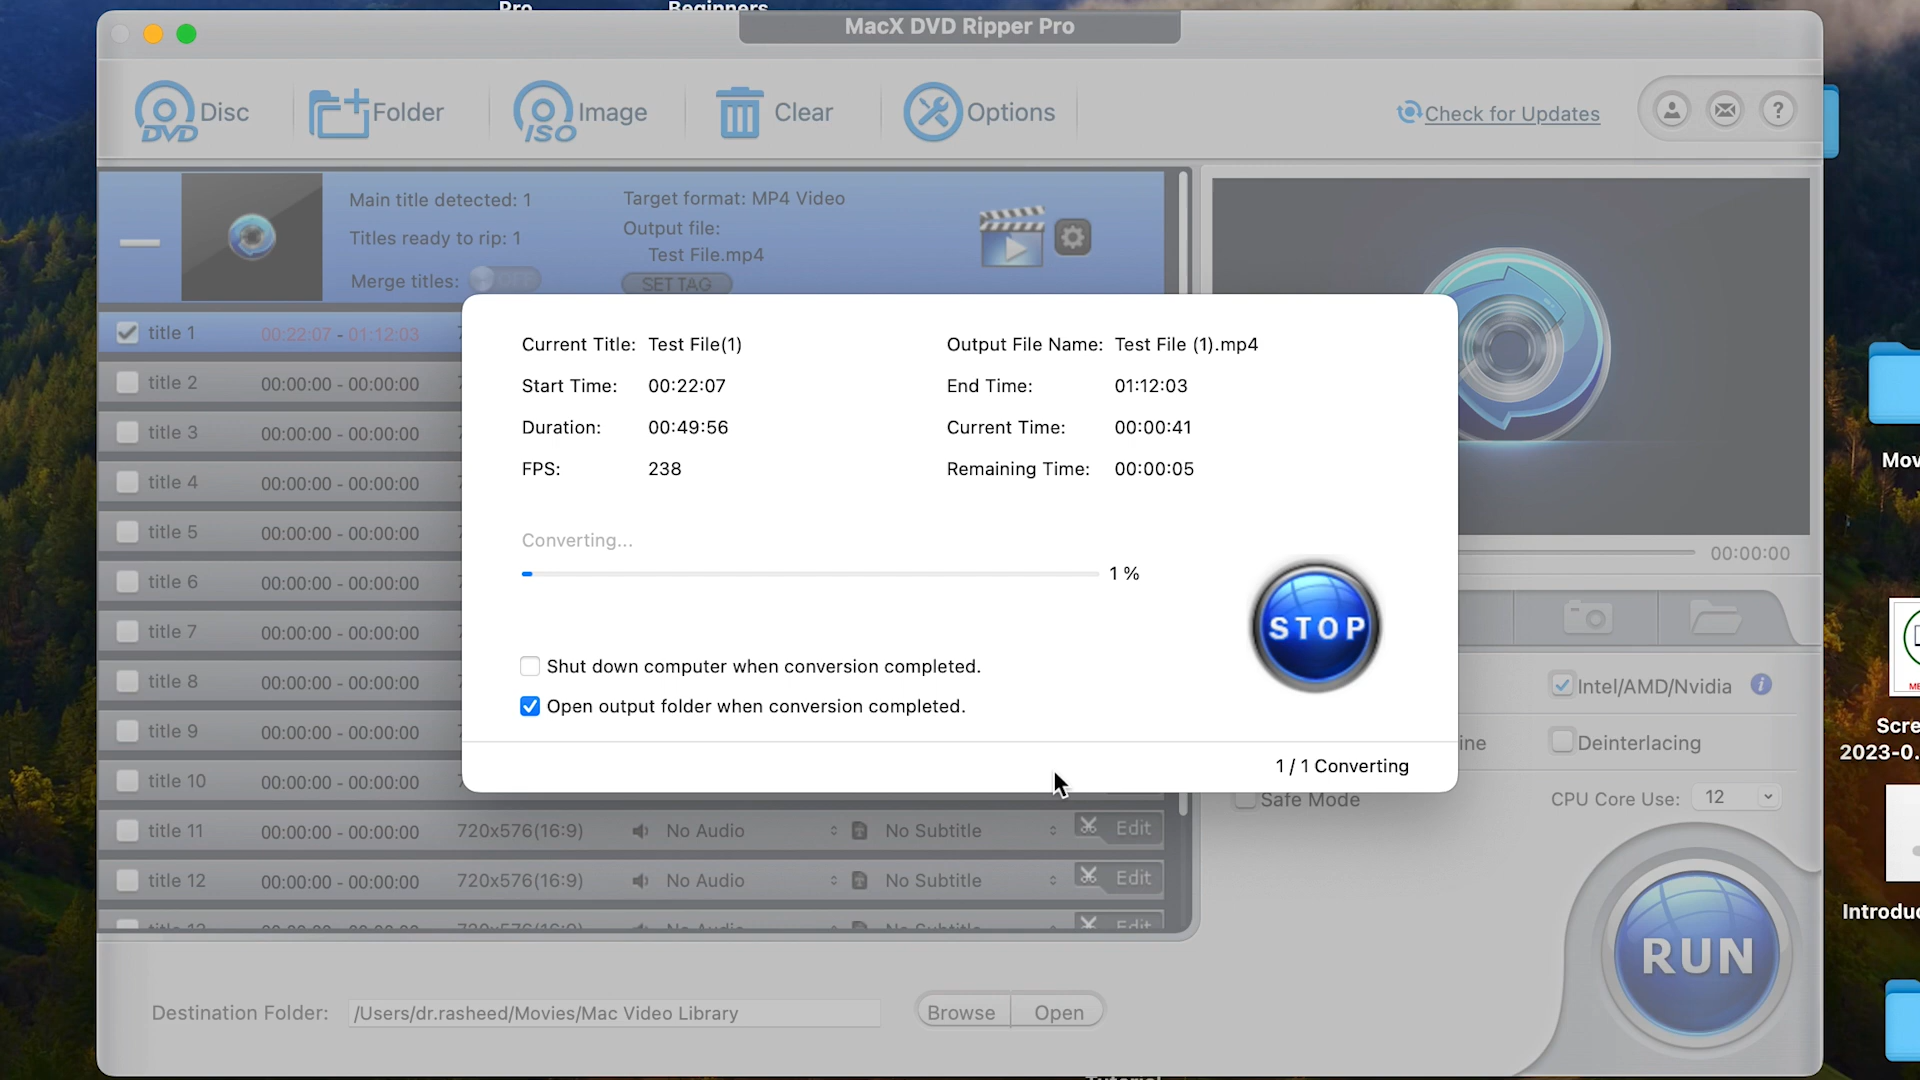 Pro
Beginners
MacX DVD Ripper Pro
DVD Disc
Folder
ISO Image
Clear
Options
Check for Updates
?
Main title detected: 1
Titles ready to rip: 1
Merge titles:
Target format: MP4 Video
Output file:
Test File.mp4
SET TAG
title 1 00:22:07 - 01:12:03
title 2 00:00:00 - 00:00:00
title 3 00:00:00 - 00:00:00
title 4 00:00:00 - 00:00:00
title 5 00:00:00 - 00:00:00
title 6 00:00:00 - 00:00:00
title 7 00:00:00 - 00:00:00
title 8 00:00:00 - 00:00:00
title 9 00:00:00 - 00:00:00
title 10 00:00:00 - 00:00:00
title 11 00:00:00 - 00:00:00 720x576(16:9) No Audio No Subtitle Edit
title 12 00:00:00 - 00:00:00 720x576(16:9) No Audio No Subtitle Edit
Current Title: Test File(1)
Output File Name: Test File (1).mp4
Start Time: 00:22:07
End Time: 01:12:03
Duration: 00:49:56
Current Time: 00:00:41
FPS: 238
Remaining Time: 00:00:05
Converting...
1 %
STOP
Shut down computer when conversion completed.
Open output folder when conversion completed.
1 / 1 Converting
00:00:00
Intel/AMD/Nvidia
ine
Deinterlacing
Safe Mode
CPU Core Use: 12
RUN
Destination Folder: /Users/dr.rasheed/Movies/Mac Video Library
Browse
Open
Mov
Scre
2023-0...
Introduc
Tutorial